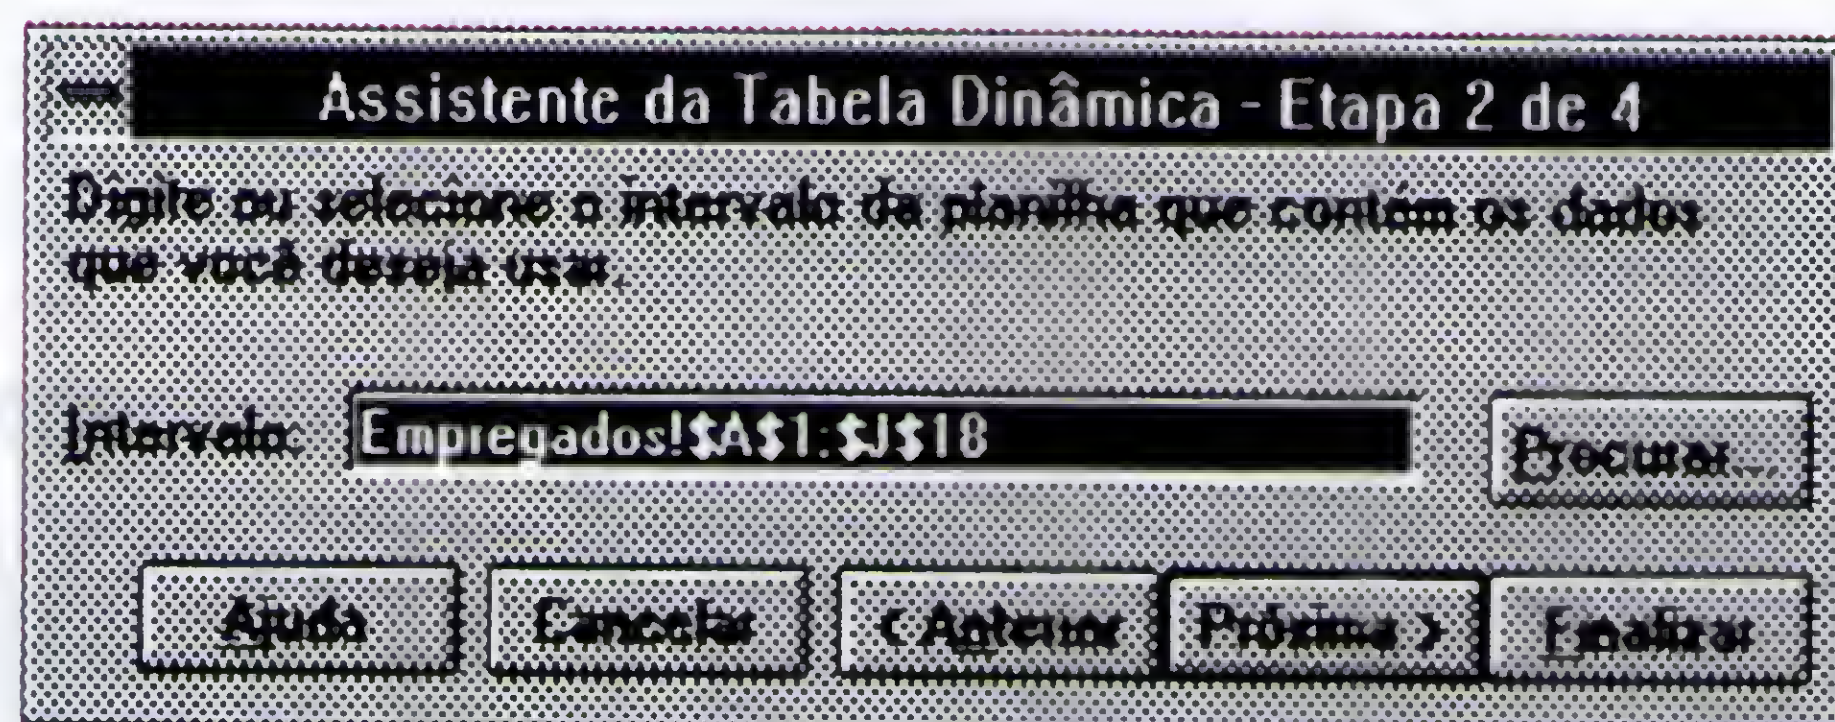 Assistente da Tabela Dinâmica - Etapa 2 de 4
Digite ou selecione o intervalo da planilha que contém os dados
que você deseja usar.
Intervalo: Empregados!$A$1:$J$18
Procurar...
Ajuda Cancelar < Anterior Próxima > Finalizar